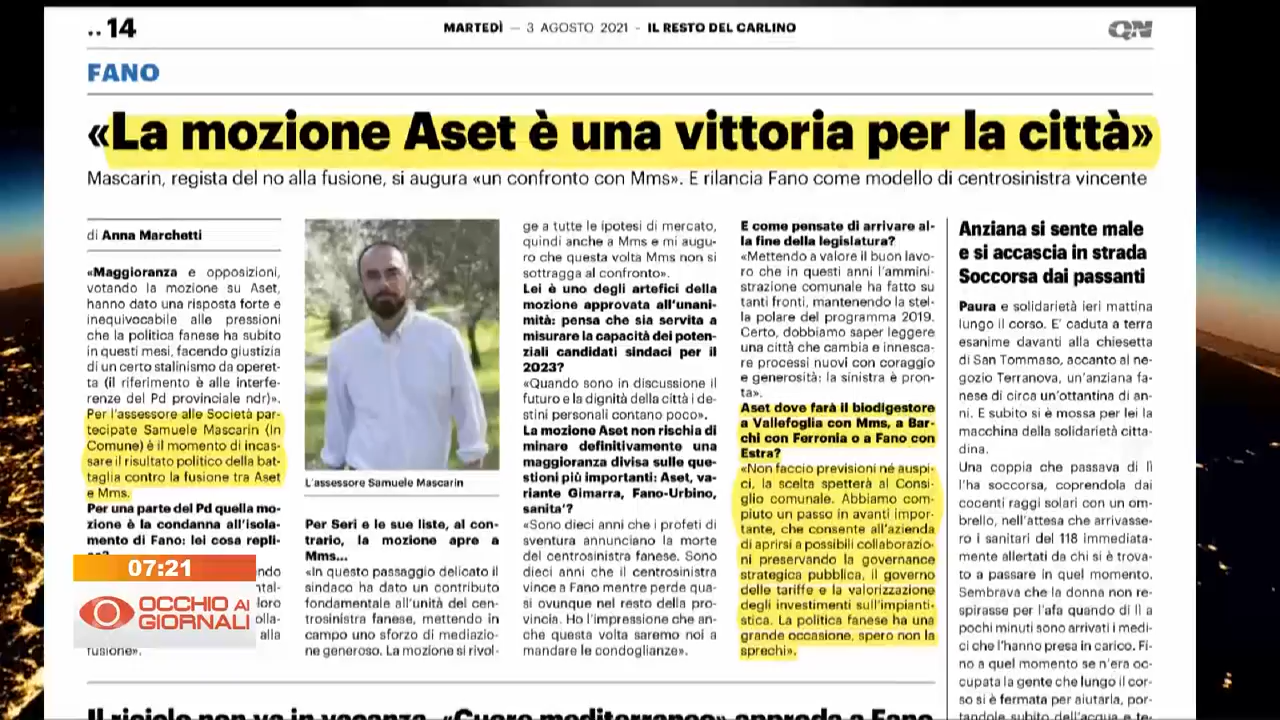 .. 14
MARTEDÌ — 3 AGOSTO 2021 - IL RESTO DEL CARLINO
QN
FANO
«La mozione Aset è una vittoria per la città»
Mascarin, regista del no alla fusione, si augura «un confronto con Mms». E rilancia Fano come modello di centrosinistra vincente
di Anna Marchetti
«Maggioranza e opposizioni,
votando la mozione su Aset,
hanno dato una risposta forte e
inequivocabile alle pressioni
che la politica fanese ha subito
in questi mesi, facendo giustizia
di un certo stalinismo da operet-
ta (il riferimento è alle interfe-
renze del Pd provinciale ndr)».
Per l'assessore alle Società par-
tecipate Samuele Mascarin (In
Comune) è il momento di incas-
sare il risultato politico della bat-
taglia contro la fusione tra Aset
e Mms.
Per una parte del Pd quella mo-
zione è la condanna all'isola-
mento di Fano: lei cosa repli-
07:21
OCCHIO AI
GIORNALI
endo
ntal-
loro
olla-
alla
fusione».
L'assessore Samuele Mascarin
Per Seri e le sue liste, al con-
trario, la mozione apre a
Mms...
«In questo passaggio delicato il
sindaco ha dato un contributo
fondamentale all'unità del cen-
trosinistra fanese, mettendo in
campo uno sforzo di mediazio-
ne generoso. La mozione si rivol-
ge a tutte le ipotesi di mercato,
quindi anche a Mms e mi augu-
ro che questa volta Mms non si
sottragga al confronto».
Lei è uno degli artefici della
mozione approvata all'unani-
mità: pensa che sia servita a
misurare la capacità dei poten-
ziali candidati sindaci per il
2023?
«Quando sono in discussione il
futuro e la dignità della città i de-
stini personali contano poco».
La mozione Aset non rischia di
minare definitivamente una
maggioranza divisa sulle que-
stioni più importanti: Aset, va-
riante Gimarra, Fano-Urbino,
sanita'?
«Sono dieci anni che i profeti di
sventura annunciano la morte
del centrosinistra fanese. Sono
dieci anni che il centrosinistra
vince a Fano mentre perde qua-
si ovunque nel resto della pro-
vincia. Ho l'impressione che an-
che questa volta saremo noi a
mandare le condoglianze».
E come pensate di arrivare al-
la fine della legislatura?
«Mettendo a valore il buon lavo-
ro che in questi anni l'ammini-
strazione comunale ha fatto su
tanti fronti, mantenendo la stel-
la polare del programma 2019.
Certo, dobbiamo saper leggere
una città che cambia e innesca-
re processi nuovi con coraggio
e generosità: la sinistra è pron-
ta».
Aset dove farà il biodigestore
a Vallefoglia con Mms, a Bar-
chi con Ferronia o a Fano con
Estra?
«Non faccio previsioni né auspi-
ci, la scelta spetterà al Consi-
glio comunale. Abbiamo com-
piuto un passo in avanti impor-
tante, che consente all'azienda
di aprirsi a possibili collaborazio-
ni preservando la governance
strategica pubblica, il governo
delle tariffe e la valorizzazione
degli investimenti sull'impianti-
stica. La politica fanese ha una
grande occasione, spero non la
sprechi».
Anziana si sente male
e si accascia in strada
Soccorsa dai passanti
Paura e solidarietà ieri mattina
lungo il corso. E' caduta a terra
esanime davanti alla chiesetta
di San Tommaso, accanto al ne-
gozio Terranova, un'anziana fa-
nese di circa un'ottantina di an-
ni. E subito si è mossa per lei la
macchina della solidarietà citta-
dina.
Una coppia che passava di lì
l'ha soccorsa, coprendola dai
cocenti raggi solari con un om-
brello, nell'attesa che arrivasse-
ro i sanitari del 118 immediata-
mente allertati da chi si è trova-
to a passare in quel momento.
Sembrava che la donna non re-
spirasse per l'afa quando di lì a
pochi minuti sono arrivati i medi-
ci che l'hanno presa in carico. Fi-
no a quel momento se n'era oc-
cupata la gente che lungo il cor-
so si è fermata per aiutarla, por-
tandole subito dell'acqua e te-
Il riciclo non va in vacanza. «Cuore mediterraneo» approda a Fano